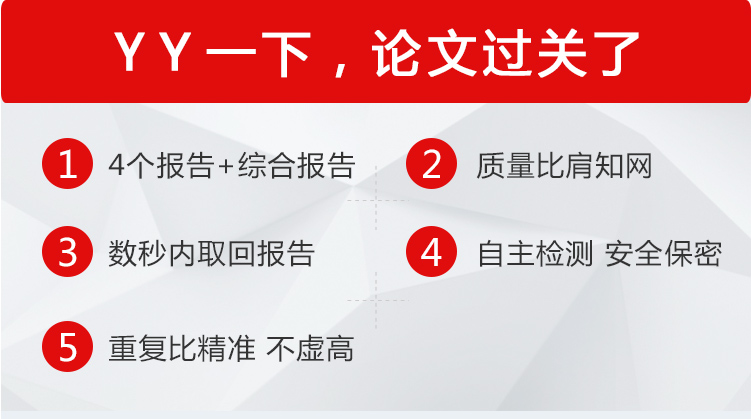 YY一下，论文过关了
1 4个报告+综合报告
2 质量比肩知网
3 数秒内取回报告
4 自主检测 安全保密
5 重复比精准 不虚高